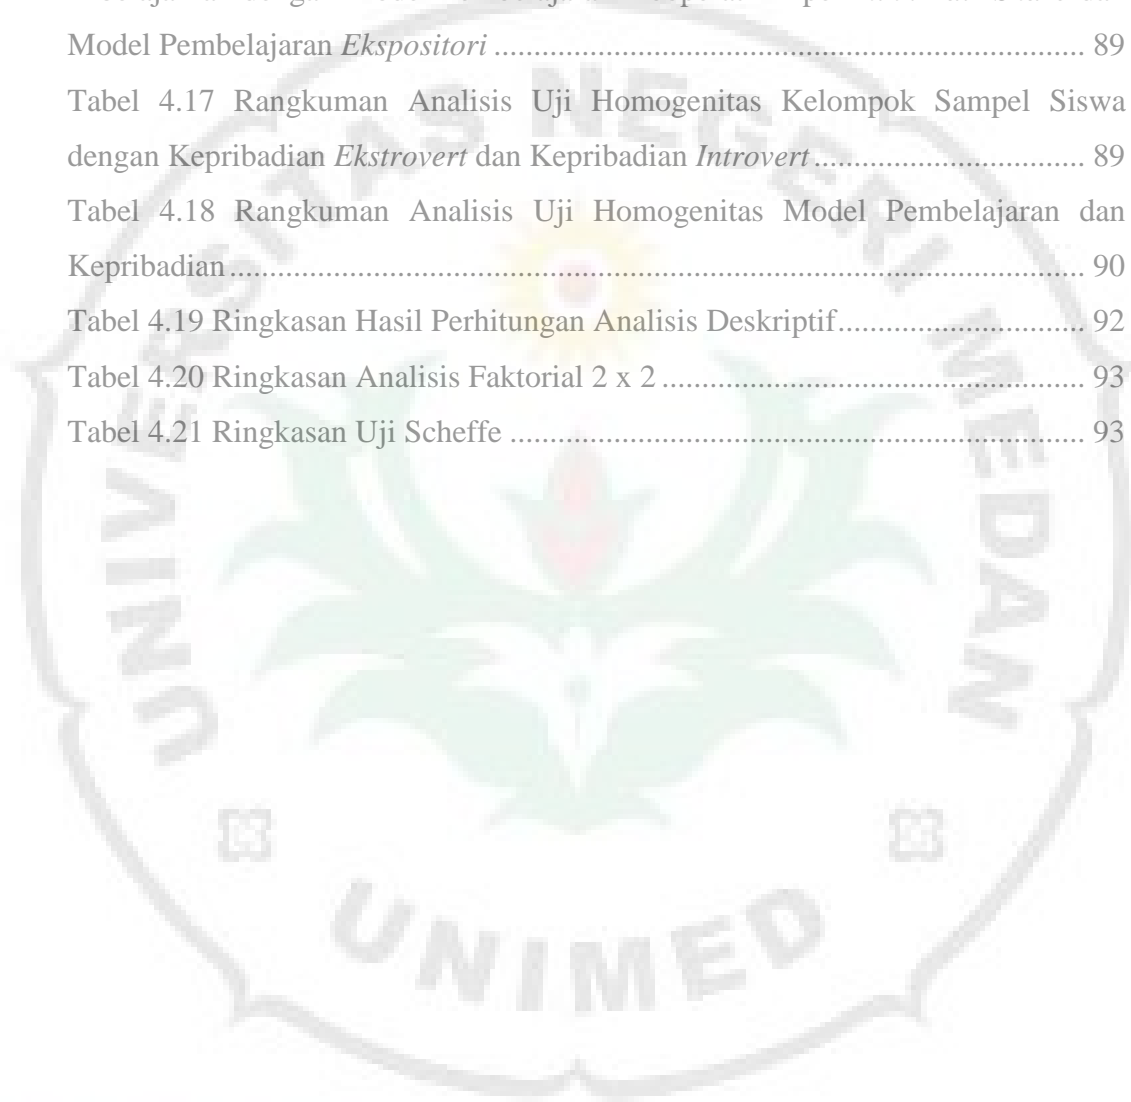 Model Pembelajaran Ekspositori ........................................................................ 89
Tabel 4.17 Rangkuman Analisis Uji Homogenitas Kelompok Sampel Siswa
dengan Kepribadian Ekstrovert dan Kepribadian Introvert ................................. 89
Tabel 4.18 Rangkuman Analisis Uji Homogenitas Model Pembelajaran dan
Kepribadian ........................................................................................................ 90
Tabel 4.19 Ringkasan Hasil Perhitungan Analisis Deskriptif .............................. 92
Tabel 4.20 Ringkasan Analisis Faktorial 2 x 2 .................................................... 93
Tabel 4.21 Ringkasan Uji Scheffe ...................................................................... 93
UNIVERSITAS NEGERI MEDAN
UNIMED